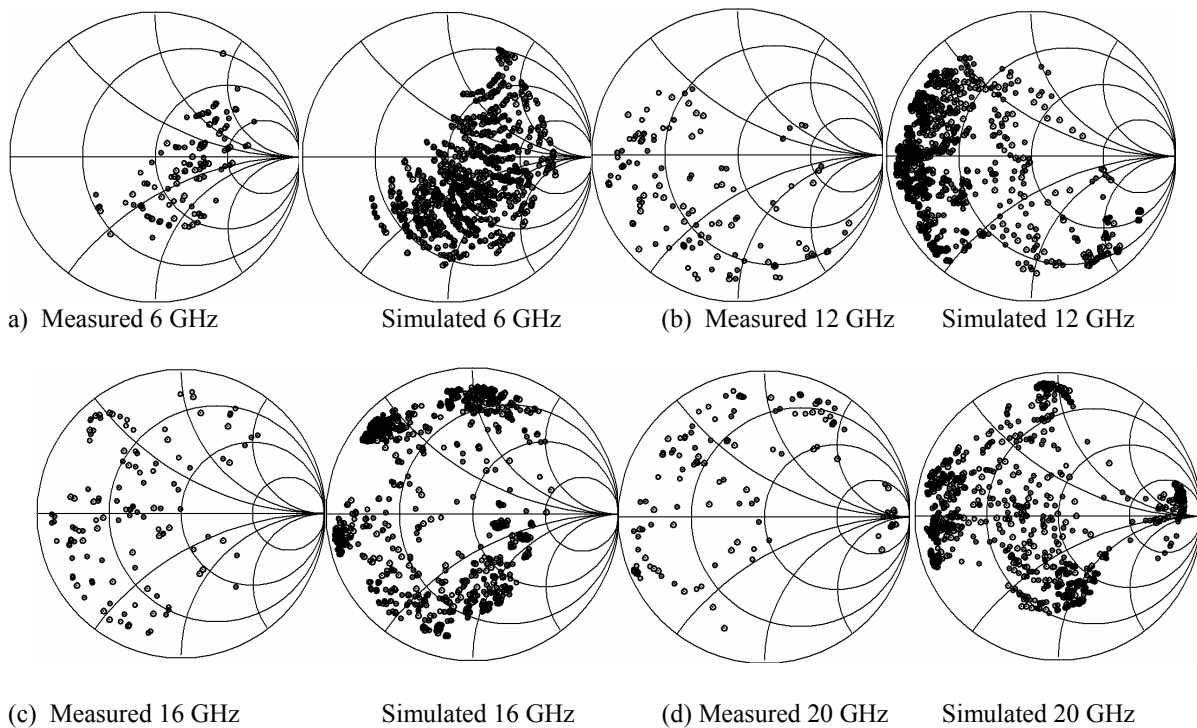 a) Measured 6 GHz Simulated 6 GHz (b) Measured 12 GHz Simulated 12 GHz
(c) Measured 16 GHz Simulated 16 GHz (d) Measured 20 GHz Simulated 20 GHz